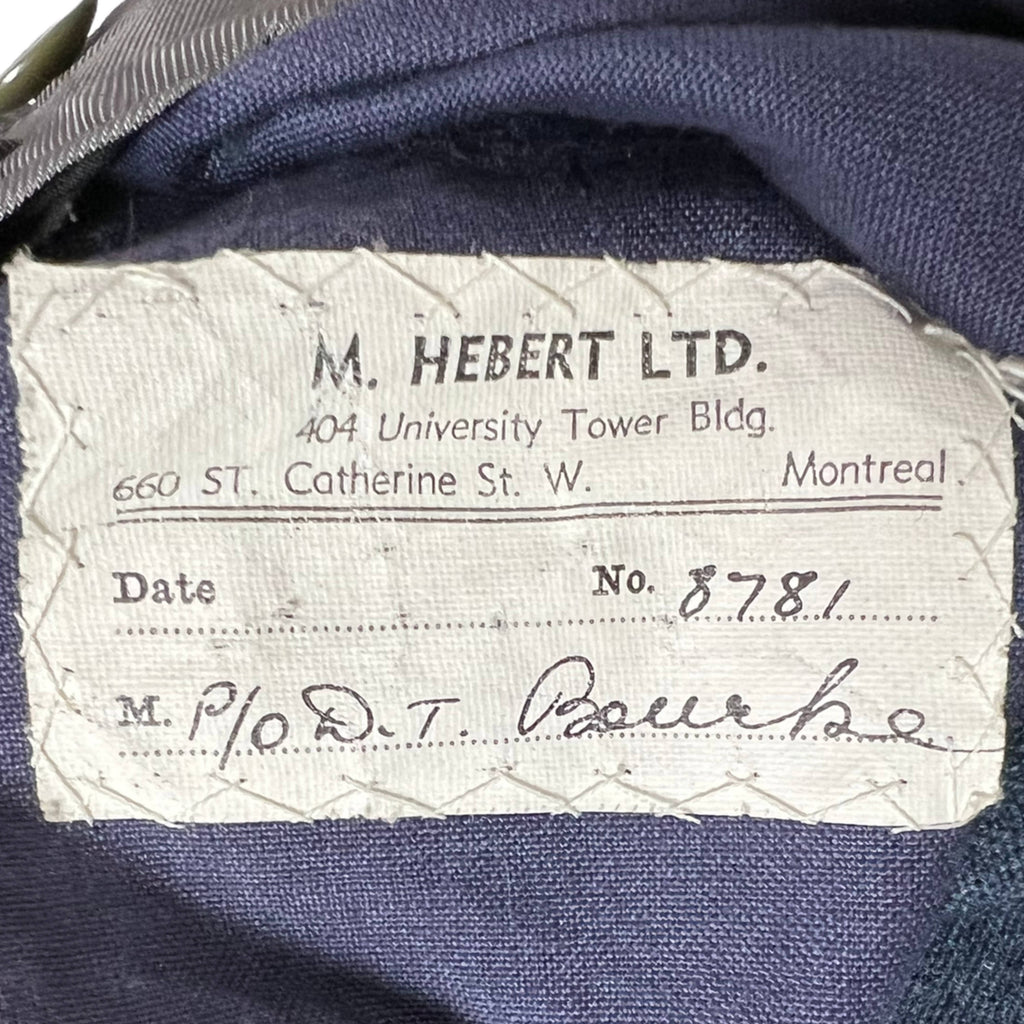 M. HEBERT LTD.
404 University Tower Bldg.
660 ST. Catherine St. W. Montreal.
Date No. 8781
M. P/O D.T. Bourke